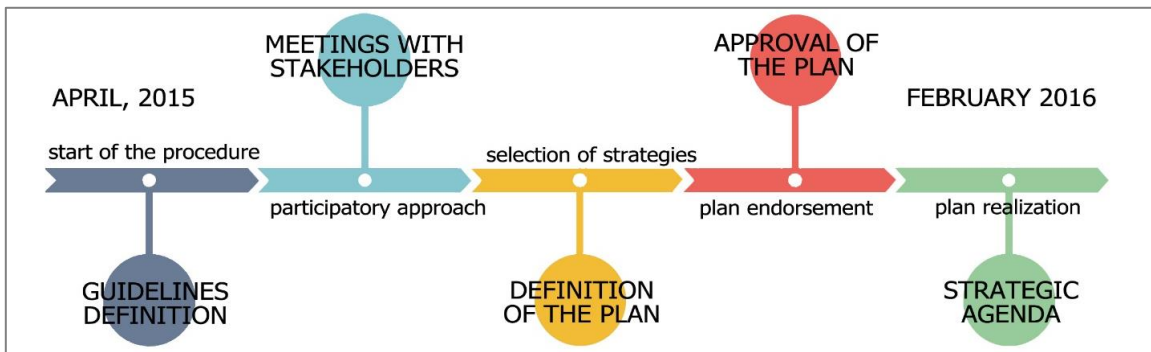 MEETINGS WITH
STAKEHOLDERS
APPROVAL OF
THE PLAN
APRIL, 2015
FEBRUARY 2016
start of the procedure
selection of strategies
participatory approach
plan endorsement
plan realization
GUIDELINES
DEFINITION
DEFINITION
OF THE PLAN
STRATEGIC
AGENDA